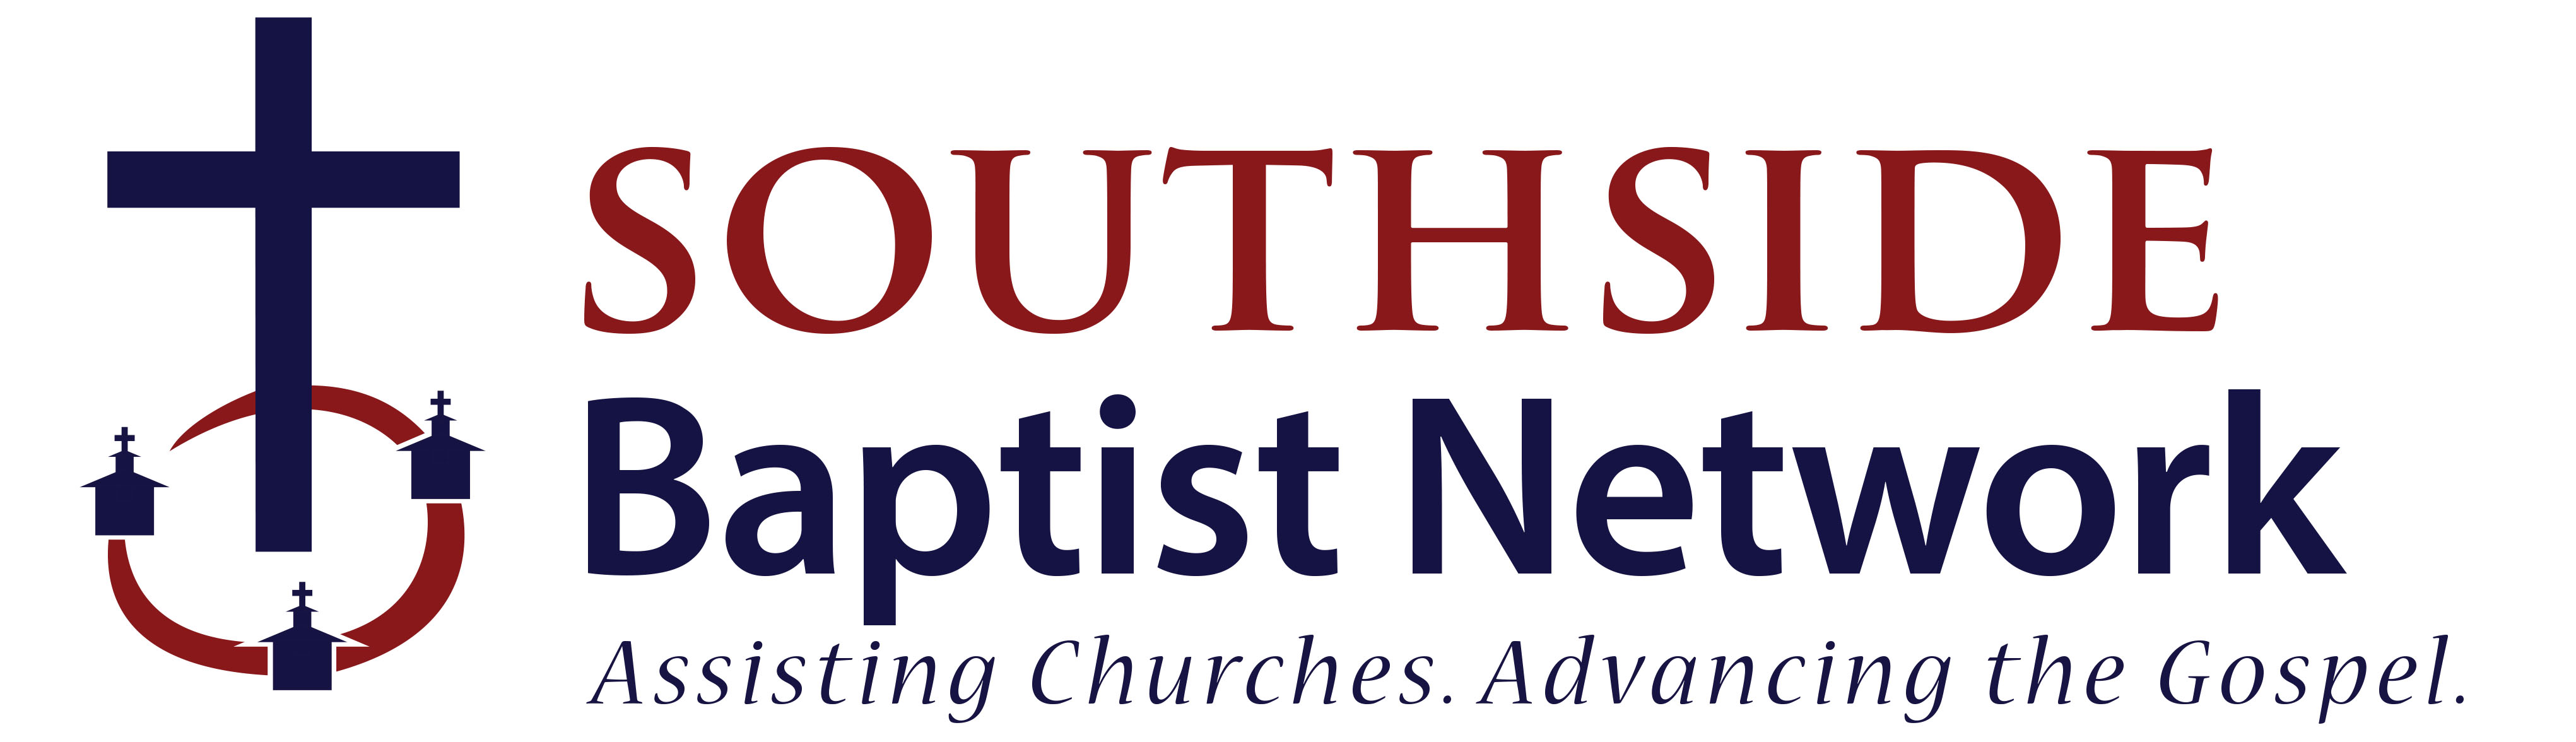 SOUTHSIDE
Baptist Network
Assisting Churches. Advancing the Gospel.